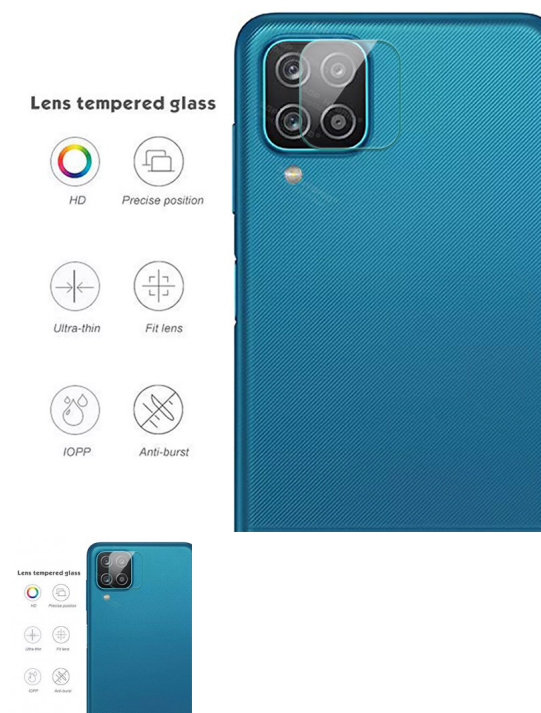 Lens tempered glass
HD
Precise position
Ultra-thin
Fit lens
IOPP
Anti-burst
Lens tempered glass
HD
Precise position
Ultra-thin
Fit lens
IOPP
Anti-burst